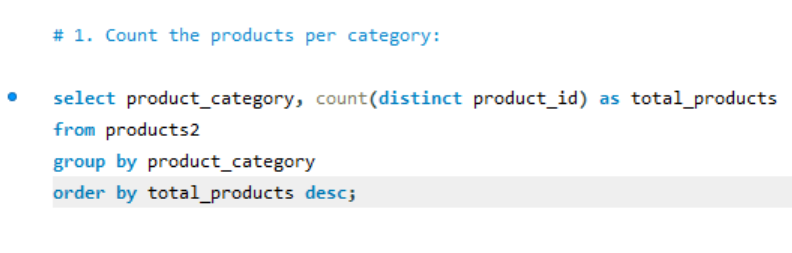 # 1. Count the products per category:
select product_category, count(distinct product_id) as total_products
from products2
group by product_category
order by total_products desc;